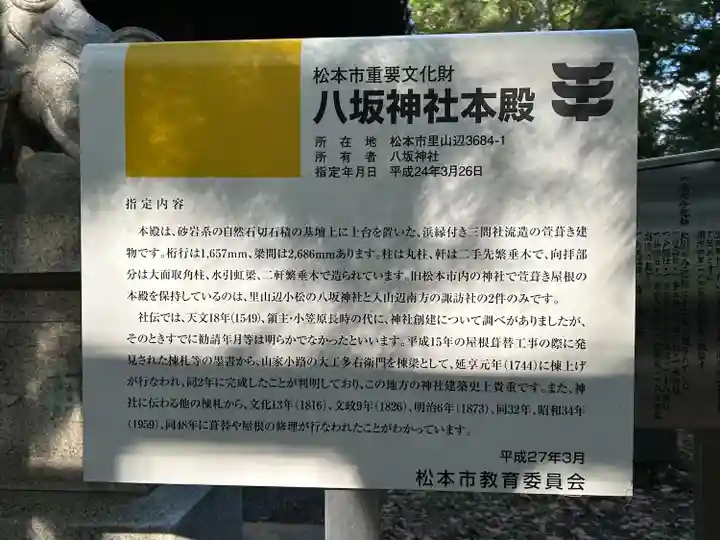 松本市重要文化財
八坂神社本殿
所在地 松本市里山辺3684-1
所有者 八坂神社
指定年月日 平成24年3月26日
指定内容
本殿は、砂岩系の自然石切石積の基壇上に土台を置いた、浜縁付き三間社流造の萱葺き建
物です。桁行は1,657mm、梁間は2,686mmあります。柱は丸柱、軒は二手先繁垂木で、向拝部
分は大面取角柱、水引虹梁、二軒繁垂木で造られています。旧松本市内の神社で萱葺き屋根の
本殿を保持しているのは、里山辺小松の八坂神社と入山辺南方の諏訪社の2件のみです。
社伝では、天文18年(1549)、領主・小笠原長時の代に、神社創建について調べがありましたが、
そのときすでに勧請年月等は明らかでなかったといいます。平成15年の屋根葺替工事の際に発
見された棟札等の墨書から、山家小路の大工多右衛門を棟梁として、延享元年(1744)に棟上げ
が行なわれ、同2年に完成したことが判明しており、この地方の神社建築史上貴重です。また、神
社に伝わる他の棟札から、文化13年(1816)、文政9年(1826)、明治6年(1873)、同32年、昭和34年
(1959)、同48年に葺替や屋根の修理が行なわれたことがわかっています。
平成27年3月
松本市教育委員会